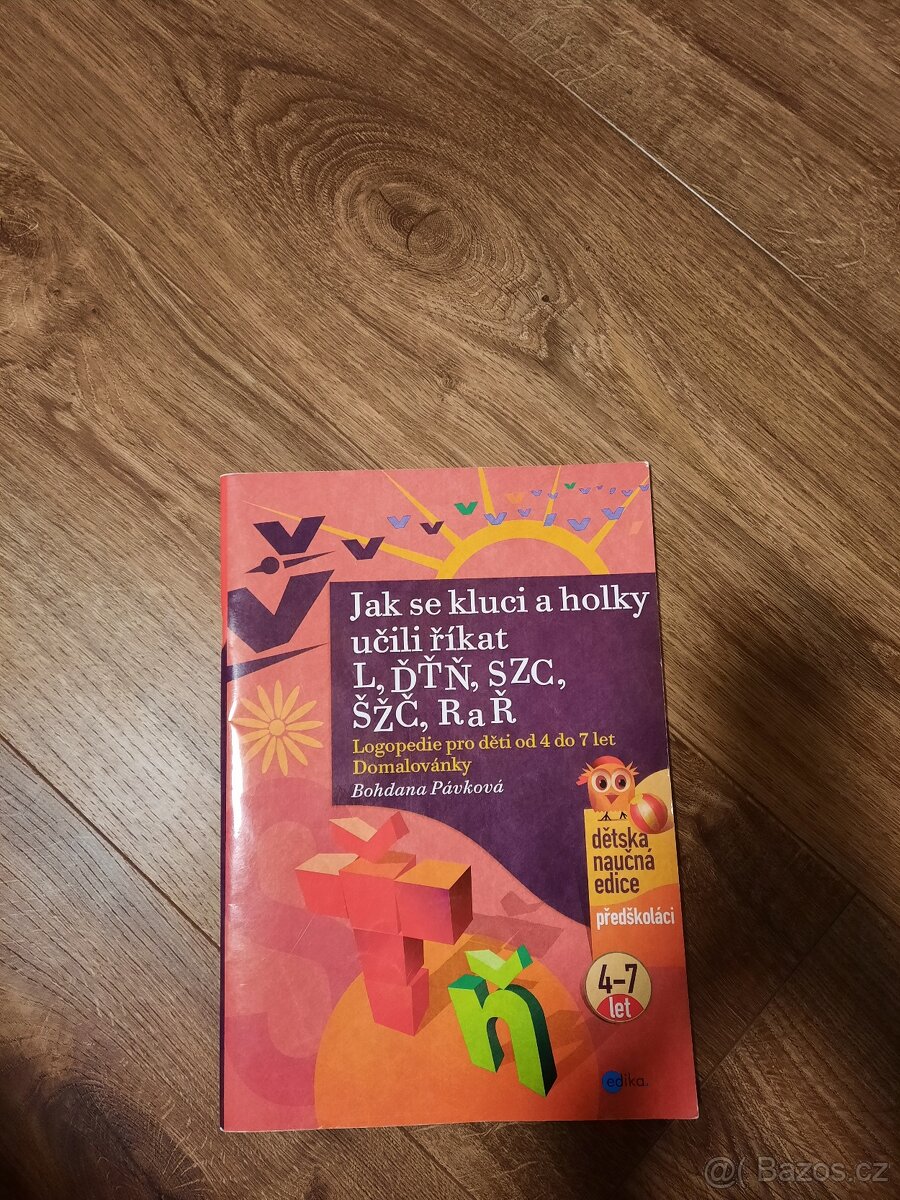 Jak se kluci a holky
učili říkat
L, ĎŤŇ, SZC,
ŠŽČ, R a Ř
Logopedie pro děti od 4 do 7 let
Domalovánky
Bohdana Pávková
dětská
naučná
edice
předškoláci
4–7
let
Ť
ň
edika.
@( Bazos.cz